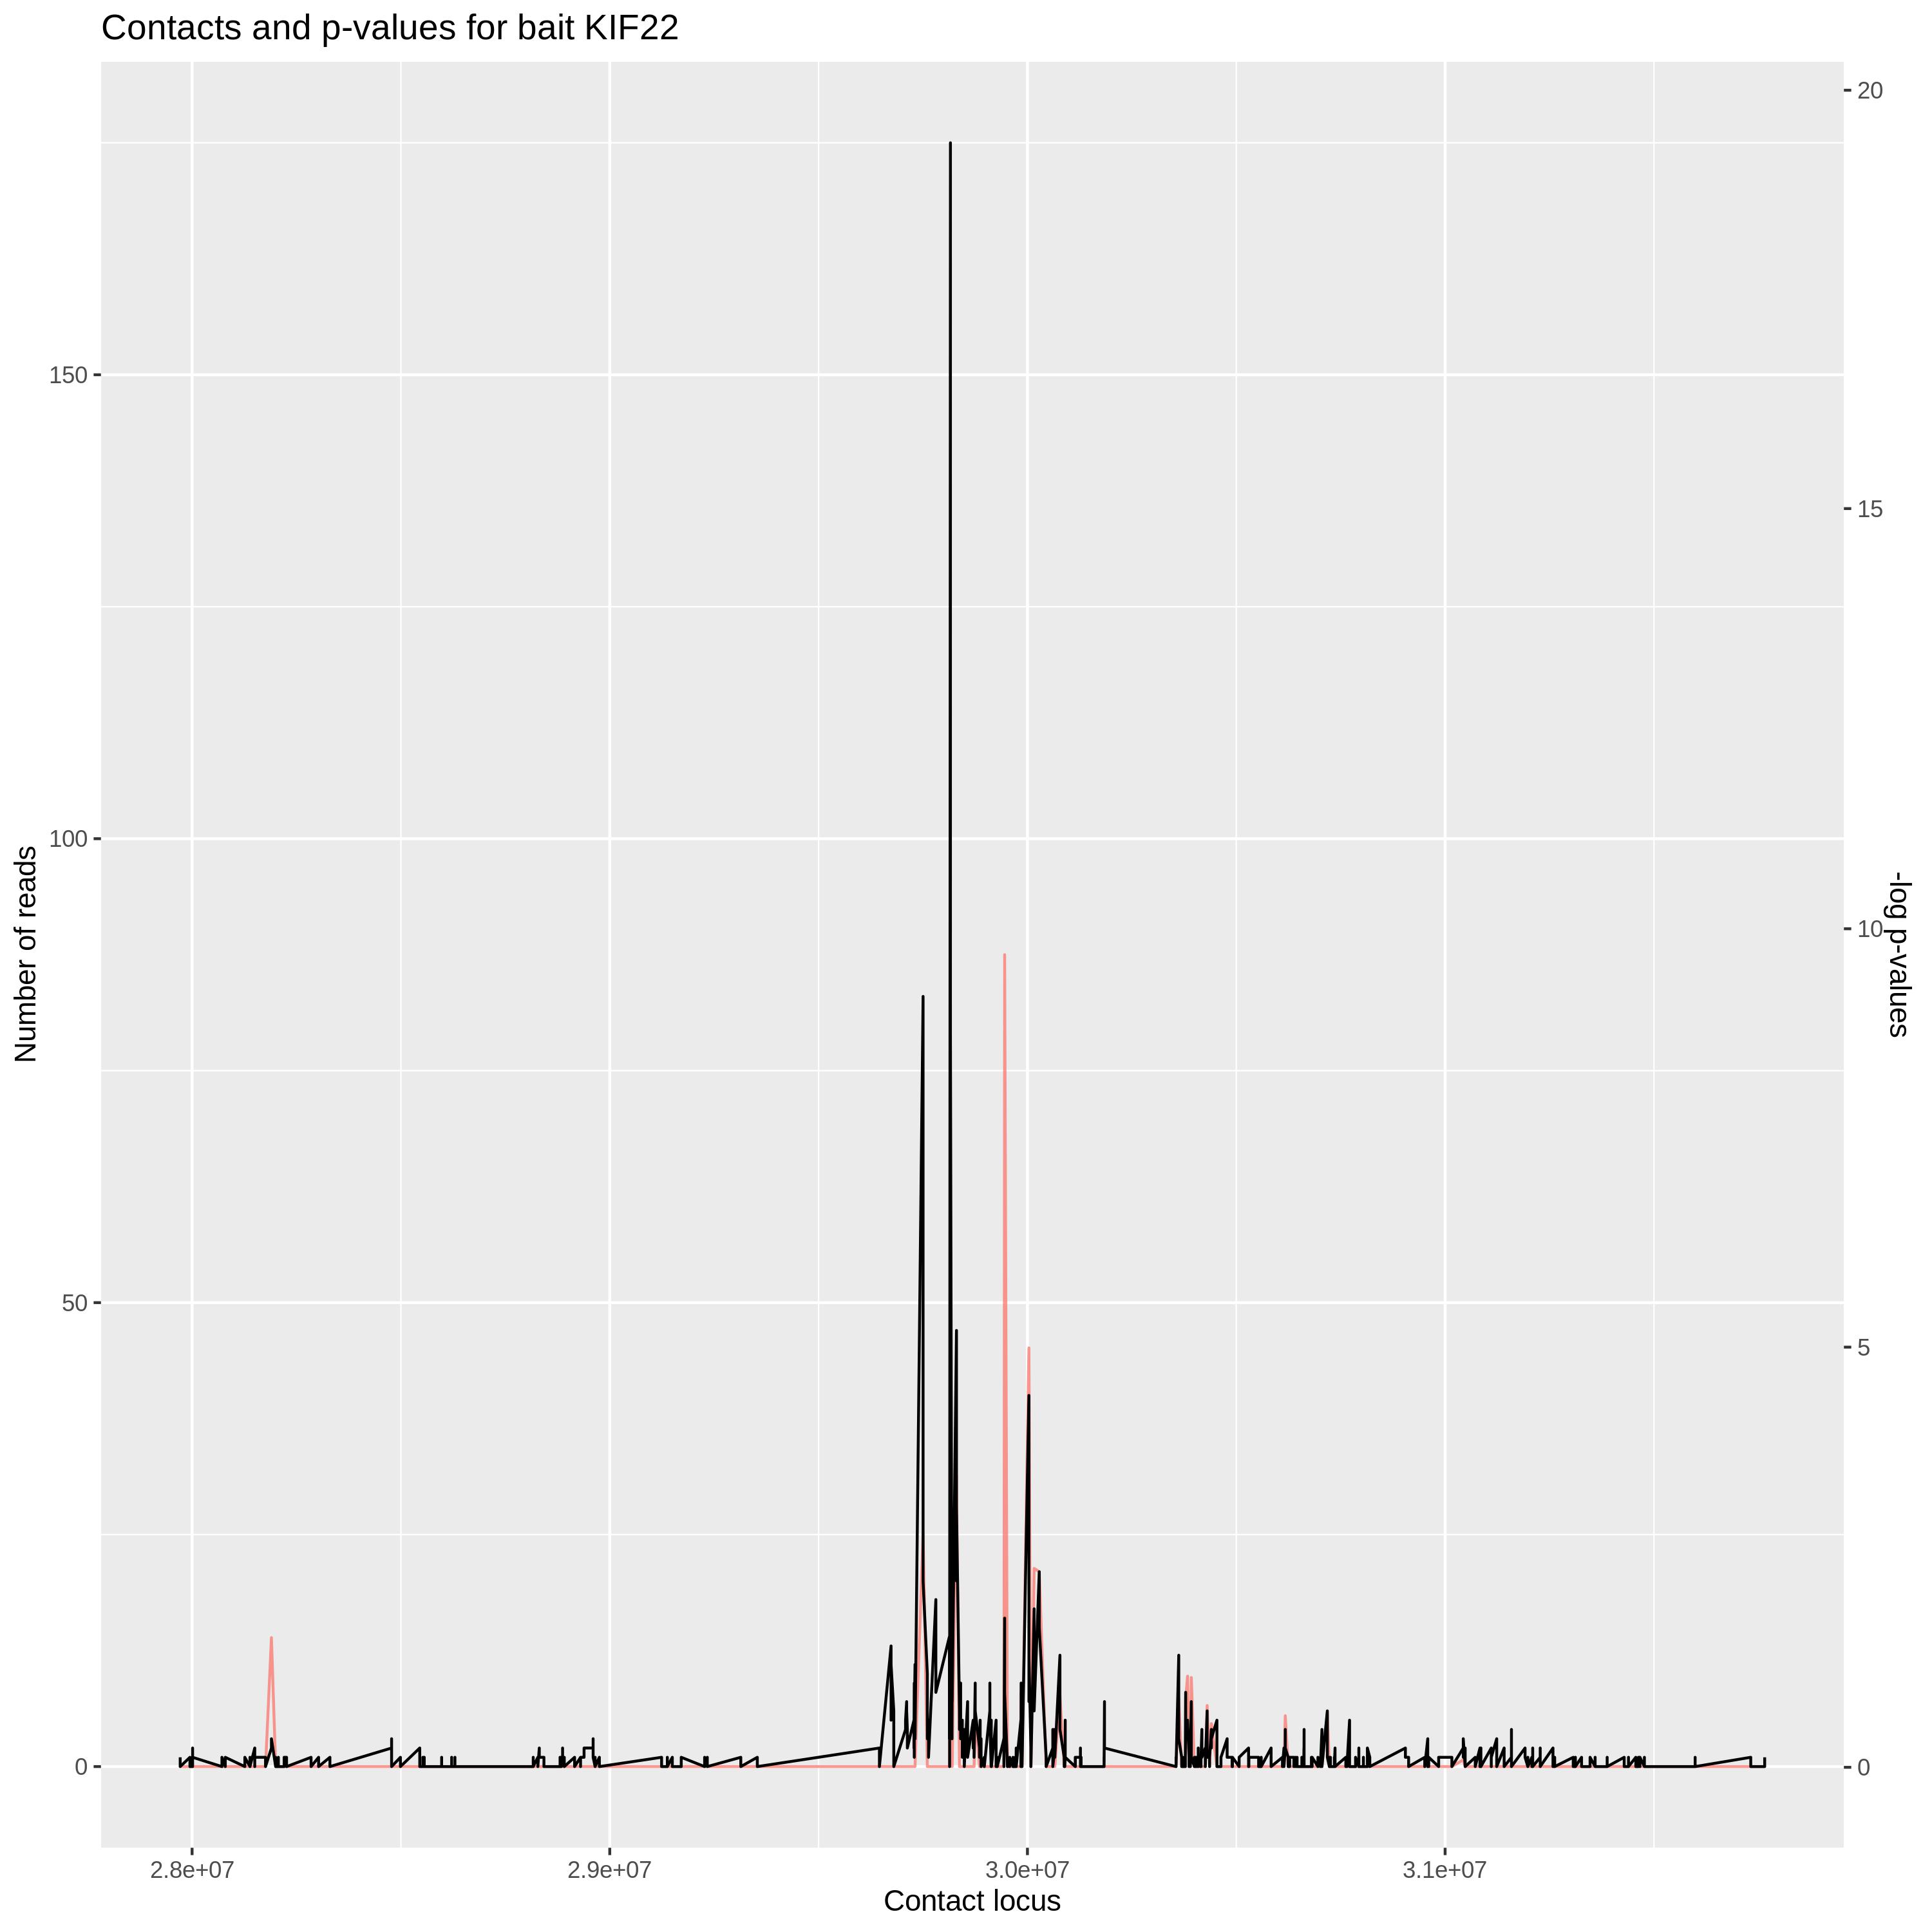 Contacts and p-values for bait KIF22
20
15
10
5
0
-log p-values
150
100
50
0
Number of reads
2.8e+07 2.9e+07 3.0e+07 3.1e+07
Contact locus